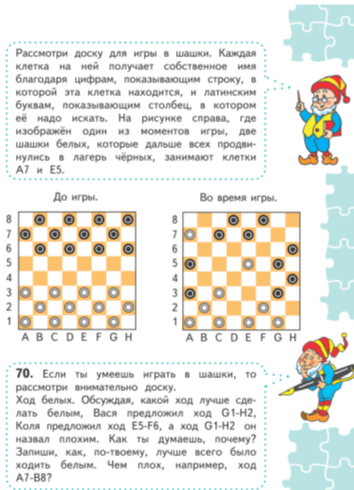 Рассмотри доску для игры в шашки. Каждая
клетка на ней получает собственное имя
благодаря цифрам, показывающим строку, в
которой эта клетка находится, и латинским
буквам, показывающим столбец, в котором
её надо искать. На рисунке справа, где
изображён один из моментов игры, две
шашки белых, которые дальше всех продви-
нулись в лагерь чёрных, занимают клетки
A7 и E5.
До игры.
Во время игры.
8
7
6
5
4
3
2
1
A B C D E F G H
8
7
6
5
4
3
2
1
A B C D E F G H
70. Если ты умеешь играть в шашки, то
рассмотри внимательно доску.
Ход белых. Обсуждая, какой ход лучше сде-
лать белым, Вася предложил ход G1-H2,
Коля предложил ход E5-F6, а ход G1-H2 он
назвал плохим. Как ты думаешь, почему?
Запиши, как, по-твоему, лучше всего было
ходить белым. Чем плох, например, ход
A7-B8?